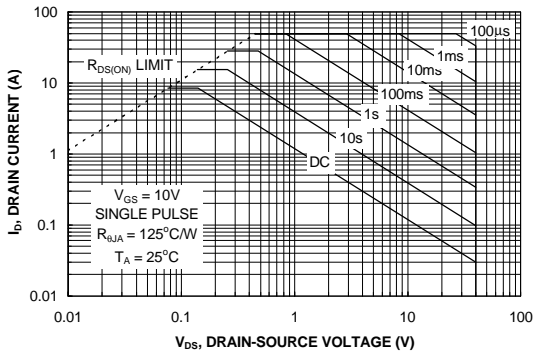 100
10
1
0.1
0.01
I_D, DRAIN CURRENT (A)
R_DS(ON) LIMIT
100µs
1ms
10ms
100ms
1s
10s
DC
V_GS = 10V
SINGLE PULSE
R_θJA = 125°C/W
T_A = 25°C
0.01
0.1
1
10
100
V_DS, DRAIN-SOURCE VOLTAGE (V)